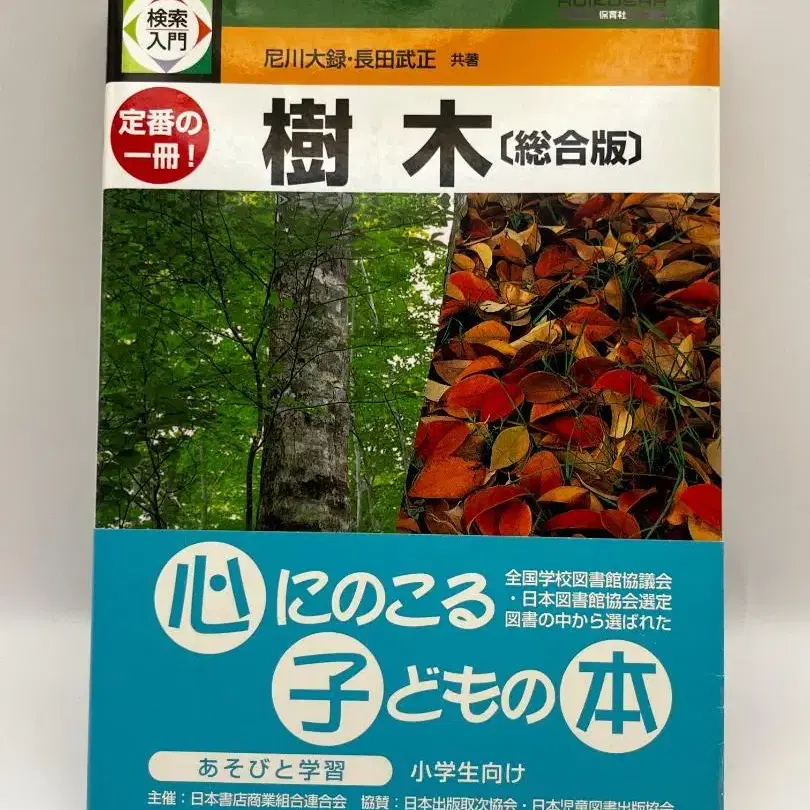 検索
入門
保育社
尼川大録・長田武正 共著
定番の
一冊!
樹木〔総合版〕
心にのこる
子どもの本
全国学校図書館協議会
・日本図書館協会選定
図書の中から選ばれた
あそびと学習 小学生向け
主催:日本書店商業組合連合会 協賛:日本出版取次協会・日本児童図書出版協会